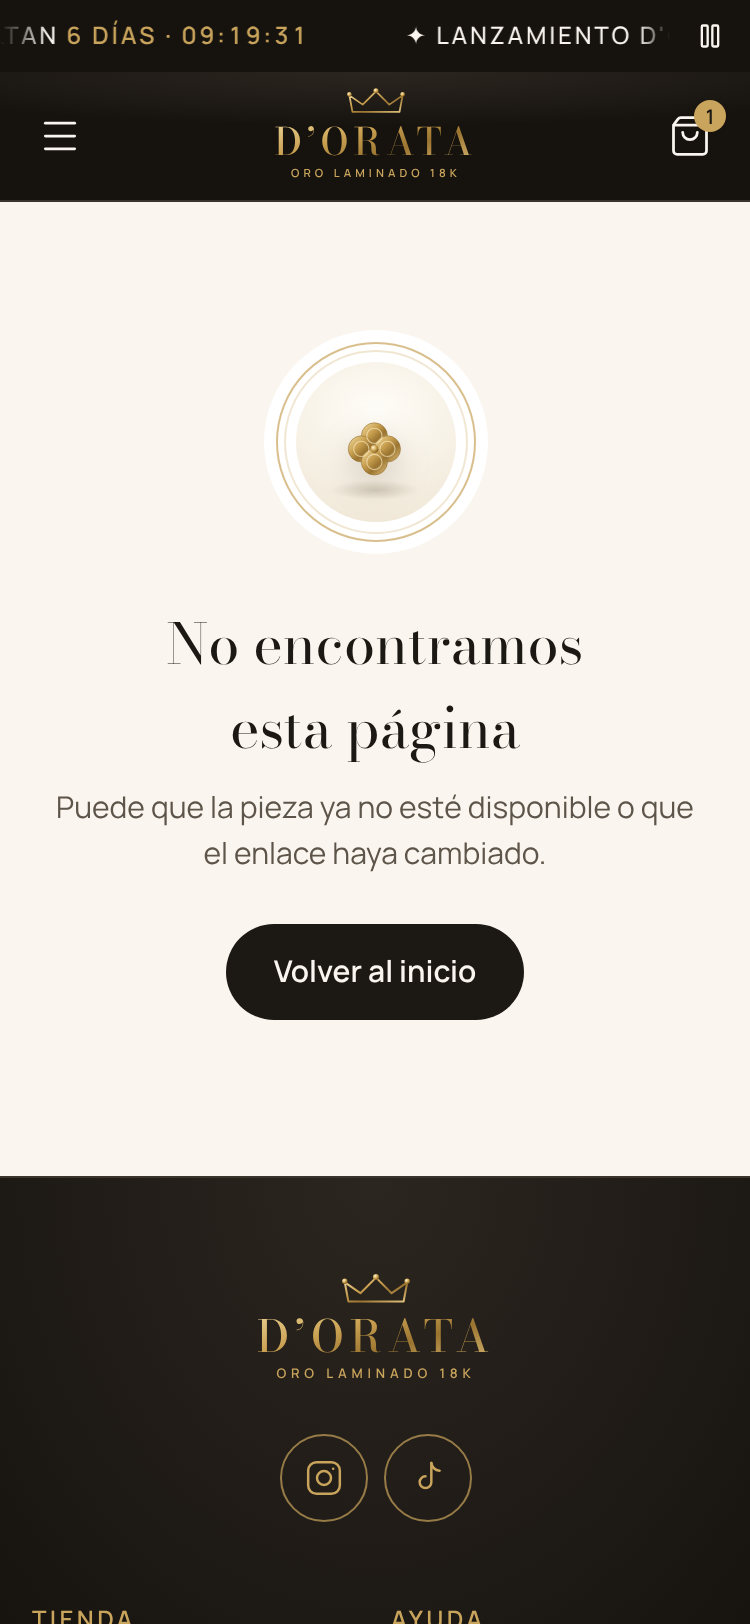 TAN 6 DÍAS · 09:19:31 ✦ LANZAMIENTO D'
1
D’ORATA
ORO LAMINADO 18K
No encontramos
esta página
Puede que la pieza ya no esté disponible o que
el enlace haya cambiado.
Volver al inicio
D’ORATA
ORO LAMINADO 18K
TIENDA AYUDA